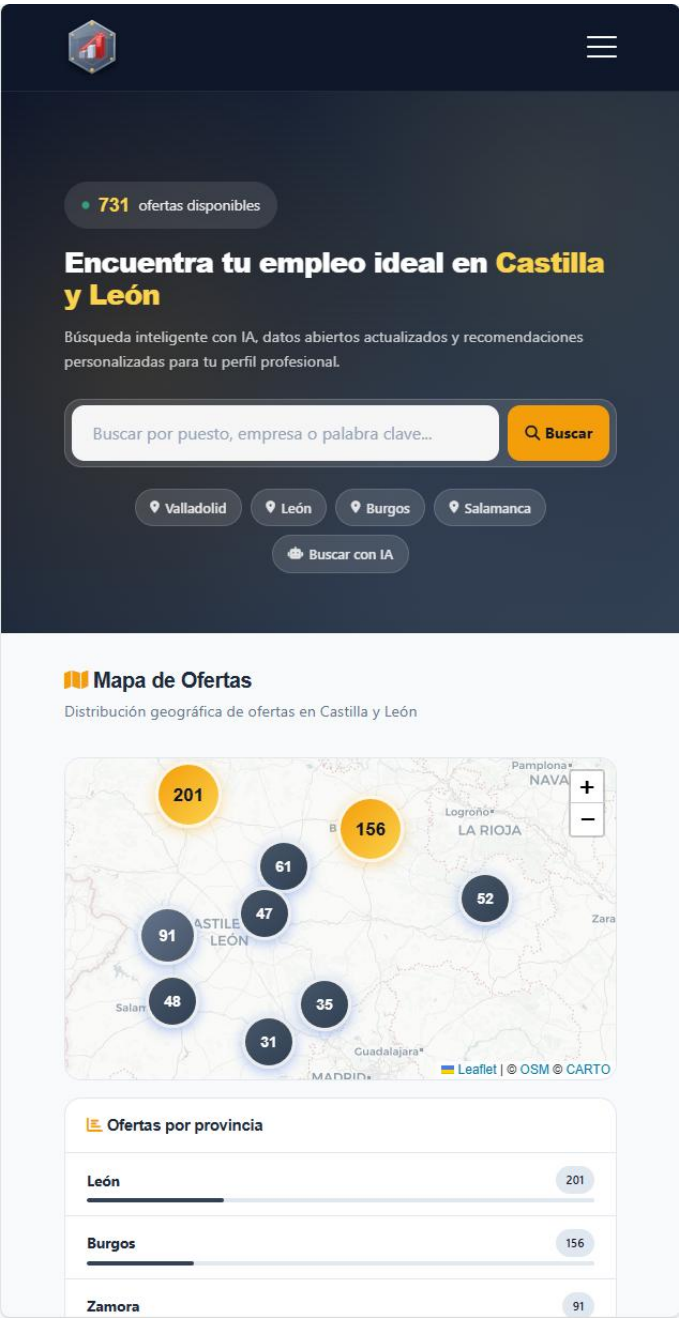 731 ofertas disponibles
Encuentra tu empleo ideal en Castilla
y León
Búsqueda inteligente con IA, datos abiertos actualizados y recomendaciones
personalizadas para tu perfil profesional.
Buscar por puesto, empresa o palabra clave...
Buscar
Valladolid
León
Burgos
Salamanca
Buscar con IA
Mapa de Ofertas
Distribución geográfica de ofertas en Castilla y León
Pamplona
NAVA
+
−
201
Logroño
B
156
LA RIOJA
61
52
47
ASTILE
LEÓN
91
Zara
Salan
48
35
31
Guadalajara
MADRID
Leaflet | © OSM © CARTO
Ofertas por provincia
León
201
Burgos
156
Zamora
91